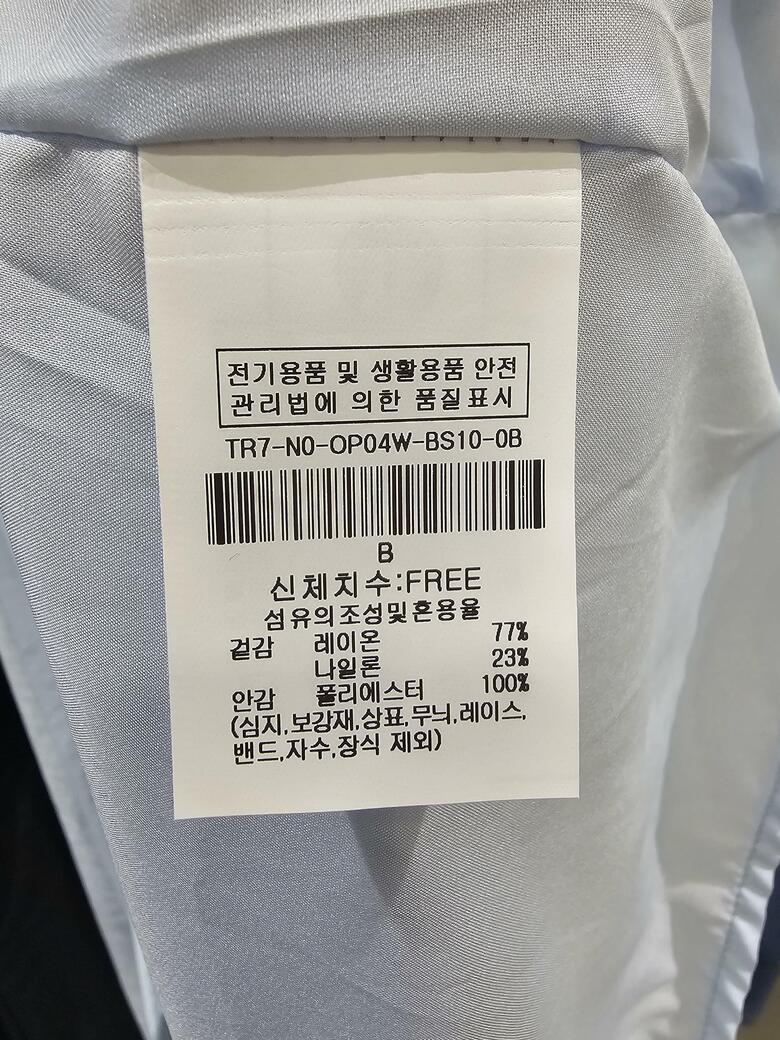 전기용품 및 생활용품 안전
관리법에 의한 품질표시
TR7-N0-OP04W-BS10-0B
B
신체치수:FREE
섬유의조성및혼용율
겉감 레이온 77%
나일론 23%
안감 폴리에스터 100%
(심지,보강재,상표,무늬,레이스,
밴드,자수,장식 제외)